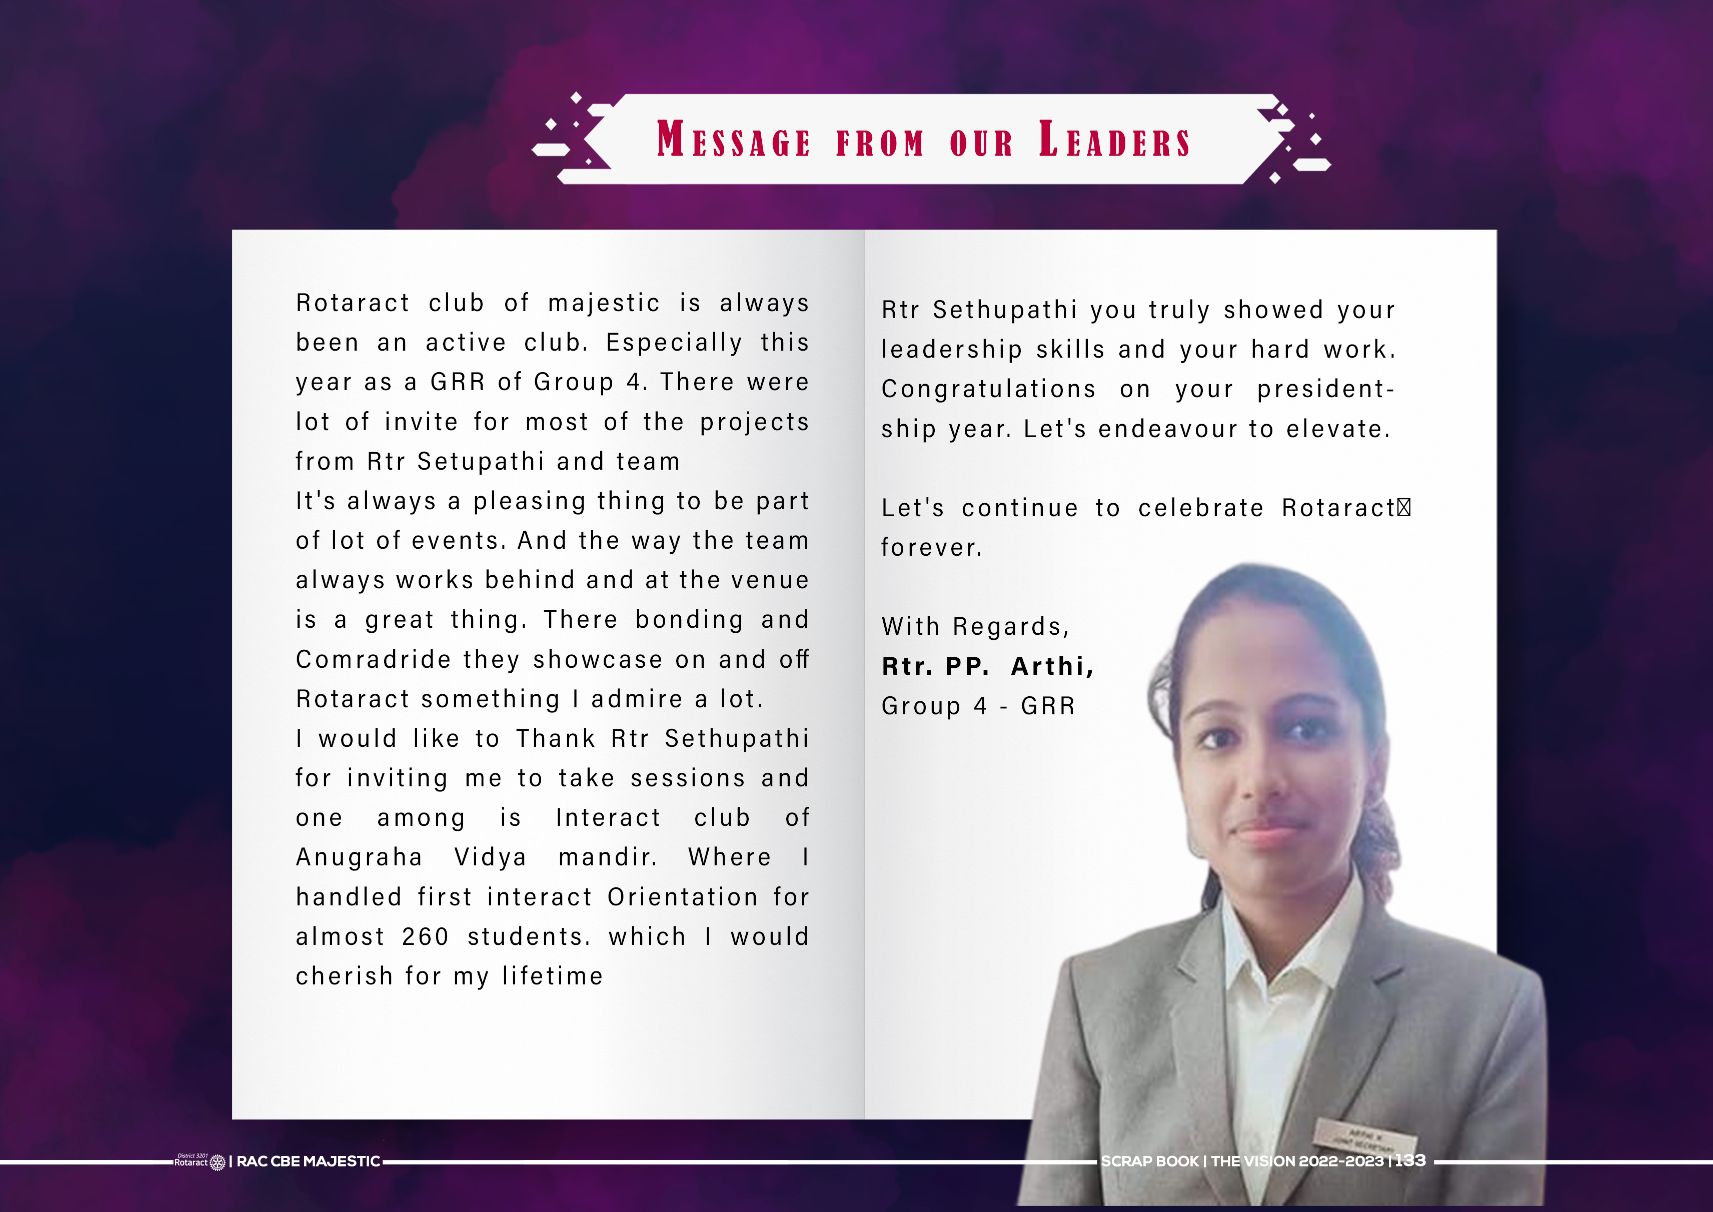 Message from our Leaders
Rotaract club of majestic is always
been an active club. Especially this
year as a GRR of Group 4. There were
lot of invite for most of the projects
from Rtr Setupathi and team
It's always a pleasing thing to be part
of lot of events. And the way the team
always works behind and at the venue
is a great thing. There bonding and
Comradride they showcase on and off
Rotaract something I admire a lot.
I would like to Thank Rtr Sethupathi
for inviting me to take sessions and
one among is Interact club of
Anugraha Vidya mandir. Where I
handled first interact Orientation for
almost 260 students. which I would
cherish for my lifetime
Rtr Sethupathi you truly showed your
leadership skills and your hard work.
Congratulations on your president-
ship year. Let's endeavour to elevate.
Let's continue to celebrate Rotaract
forever.
With Regards,
Rtr. PP. Arthi,
Group 4 - GRR
ARTHI K
JOINT SECRETARY
District 3201
Rotaract | RAC CBE MAJESTIC
SCRAP BOOK | THE VISION 2022-2023 | 133